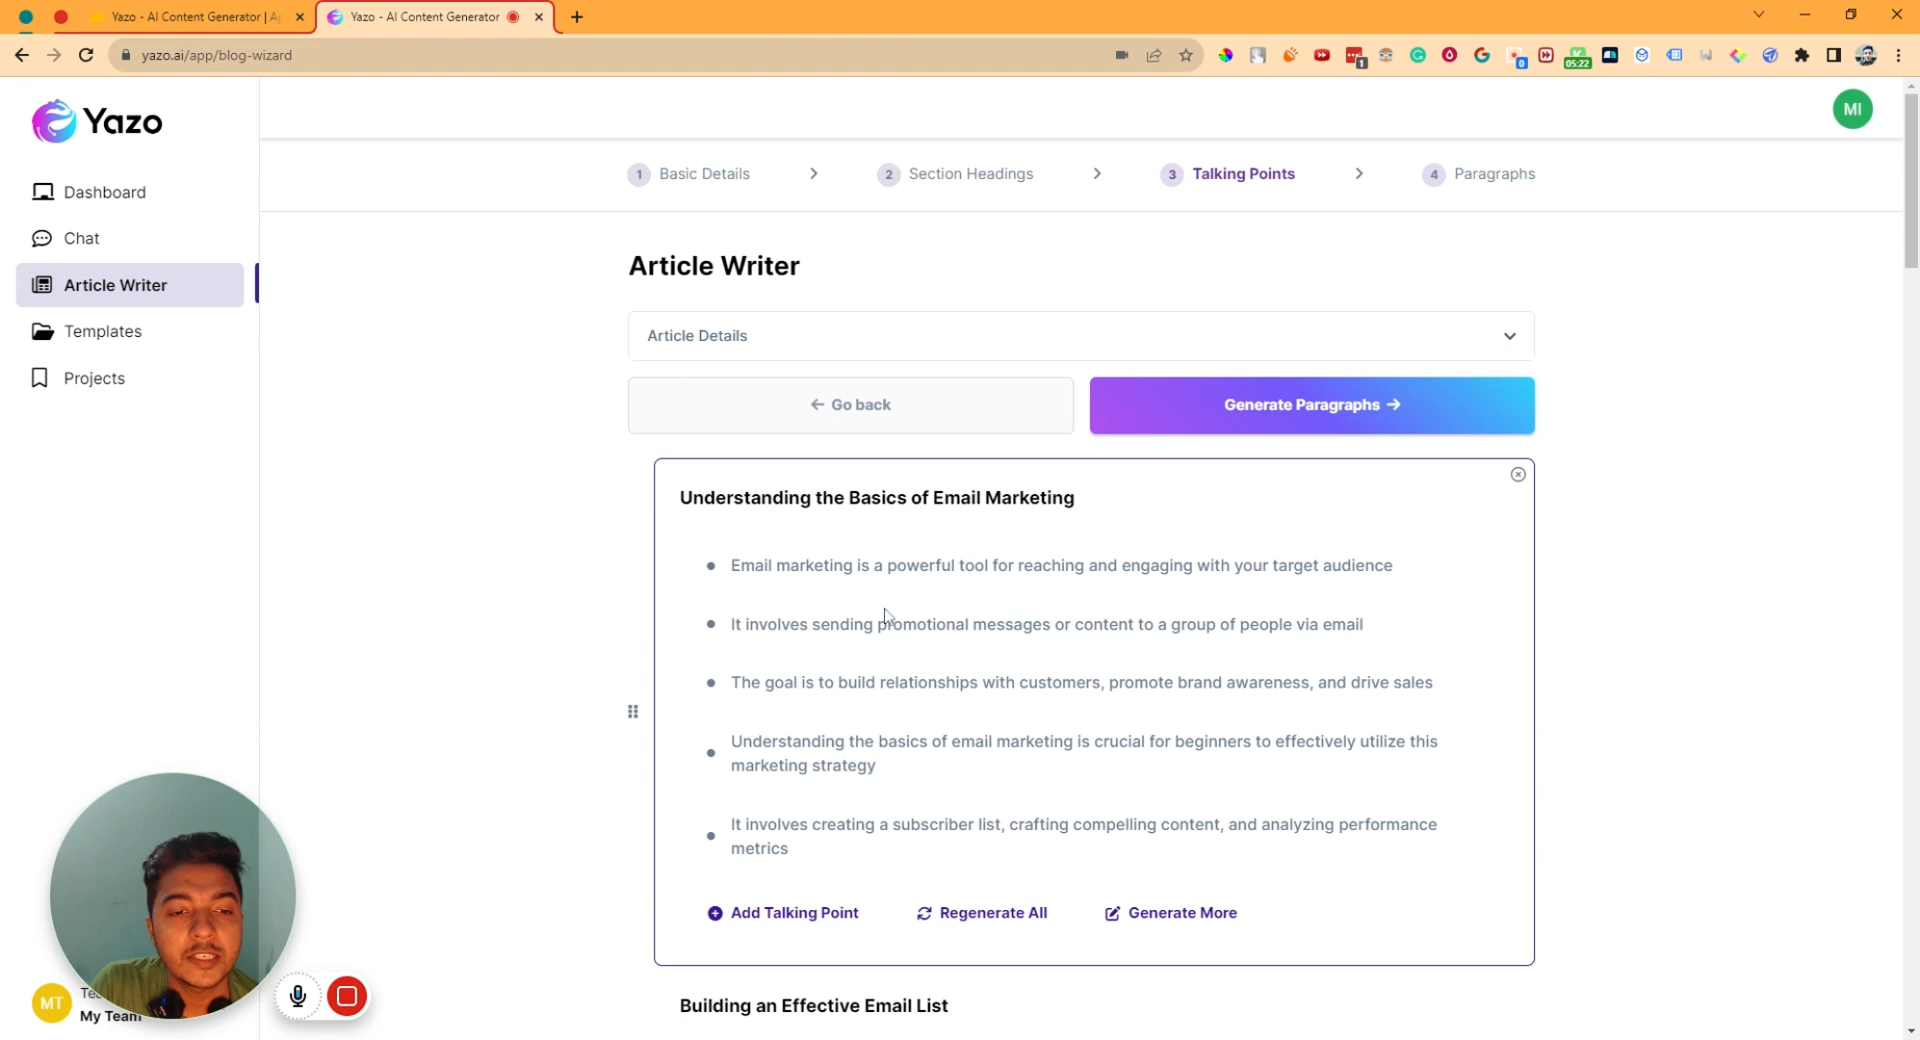 Yazo - AI Content Generator | Ap
Yazo - AI Content Generator
yazo.ai/app/blog-wizard
1
0
05:22
Yazo
MI
1 Basic Details
2 Section Headings
3 Talking Points
4 Paragraphs
Dashboard
Chat
Article Writer
Templates
Projects
Article Writer
Article Details
Go back
Generate Paragraphs
Understanding the Basics of Email Marketing
Email marketing is a powerful tool for reaching and engaging with your target audience
It involves sending promotional messages or content to a group of people via email
The goal is to build relationships with customers, promote brand awareness, and drive sales
Understanding the basics of email marketing is crucial for beginners to effectively utilize this
marketing strategy
It involves creating a subscriber list, crafting compelling content, and analyzing performance
metrics
Add Talking Point
Regenerate All
Generate More
Building an Effective Email List
MT
My Team